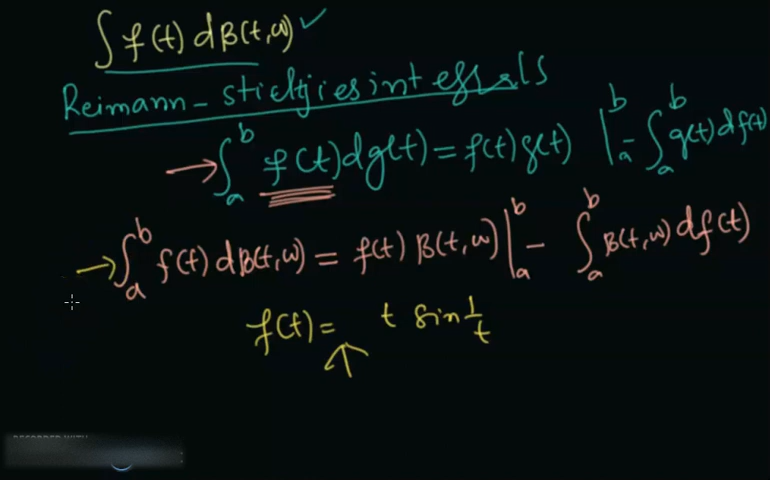 ∫ f(t) dB(t,ω) ✓
Reimann - stieltjies integrals
→ ∫_a^b f(t) dg(t) = f(t) g(t) |_a^b - ∫_a^b g(t) df(t)
→ ∫_a^b f(t) dB(t,ω) = f(t) B(t,ω) |_a^b - ∫_a^b B(t,ω) df(t)
f(t) = t sin 1/t